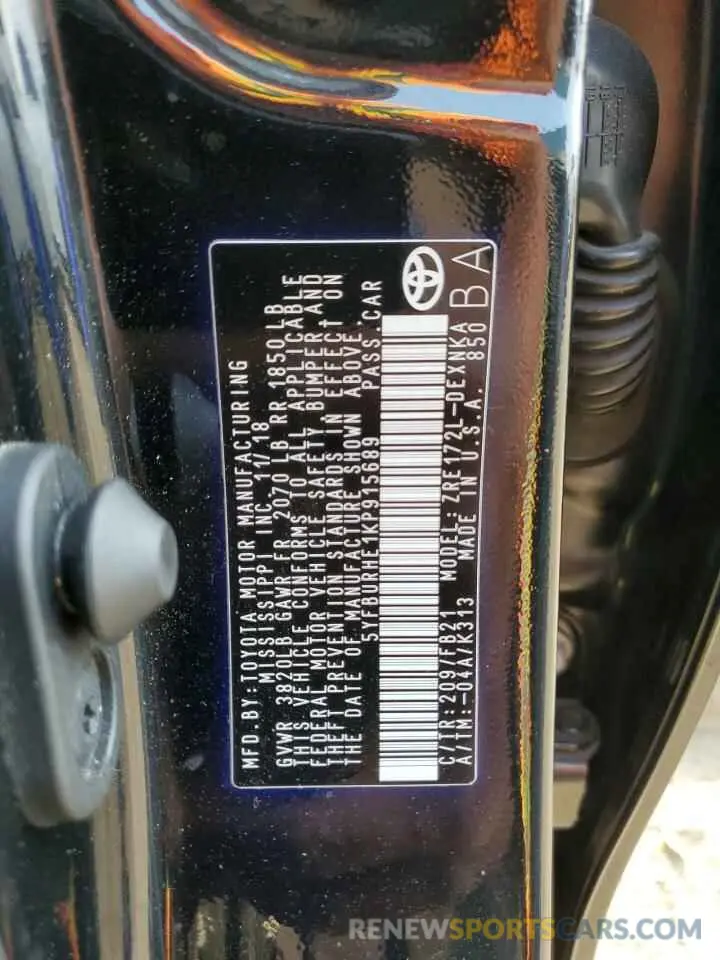 MFD.BY:TOYOTA MOTOR MANUFACTURING
MISSISSIPPI INC 11/18
GVWR 3820LB GAWR FR 2070 LB RR 1850LB
THIS VEHICLE CONFORMS TO ALL APPLICABLE
FEDERAL MOTOR VEHICLE SAFETY, BUMPER, AND
THEFT PREVENTION STANDARDS IN EFFECT ON
THE DATE OF MANUFACTURE SHOWN ABOVE.
5YFBURHE1KP915689 PASS.CAR
C/TR:209/FB21 MODEL:ZRE172L-DEXNKA
A/TM:-04A/K313 MADE IN U.S.A. 850
BA
RENEWSPORTSCARS.COM